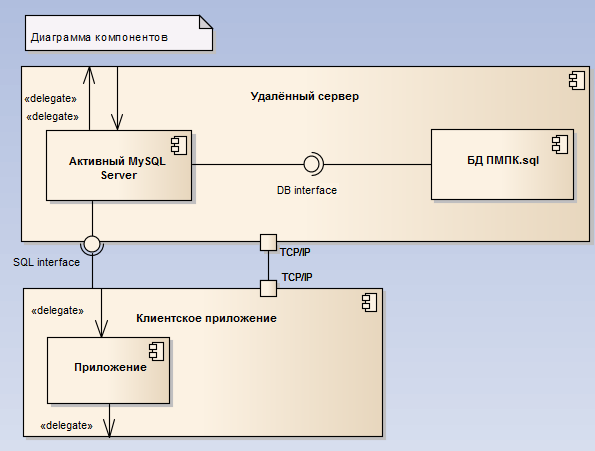 Диаграмма компонентов
Удалённый сервер
«delegate»
«delegate»
Активный MySQL
Server
БД ПМПК.sql
DB interface
SQL interface
TCP/IP
TCP/IP
«delegate»
Клиентское приложение
Приложение
«delegate»